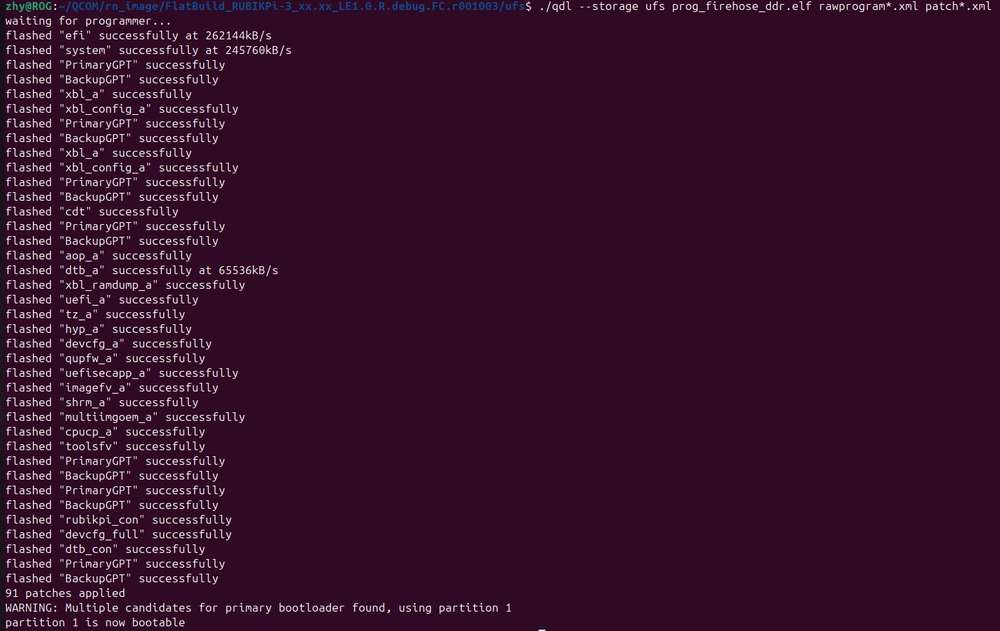 zhy@ROG:~/QCOM/rn_image/FlatBuild_RUBIKPi-3_xx.xx_LE1.0.R.debug.FC.r001003/ufs$ ./qdl --storage ufs prog_firehose_ddr.elf rawprogram*.xml patch*.xml
waiting for programmer...
flashed "efi" successfully at 262144kB/s
flashed "system" successfully at 245760kB/s
flashed "PrimaryGPT" successfully
flashed "BackupGPT" successfully
flashed "xbl_a" successfully
flashed "xbl_config_a" successfully
flashed "PrimaryGPT" successfully
flashed "BackupGPT" successfully
flashed "xbl_a" successfully
flashed "xbl_config_a" successfully
flashed "PrimaryGPT" successfully
flashed "BackupGPT" successfully
flashed "cdt" successfully
flashed "PrimaryGPT" successfully
flashed "BackupGPT" successfully
flashed "aop_a" successfully
flashed "dtb_a" successfully at 65536kB/s
flashed "xbl_ramdump_a" successfully
flashed "uefi_a" successfully
flashed "tz_a" successfully
flashed "hyp_a" successfully
flashed "devcfg_a" successfully
flashed "qupfw_a" successfully
flashed "uefisecapp_a" successfully
flashed "imagefv_a" successfully
flashed "shrm_a" successfully
flashed "multiimgoem_a" successfully
flashed "cpucp_a" successfully
flashed "toolsfv" successfully
flashed "PrimaryGPT" successfully
flashed "BackupGPT" successfully
flashed "PrimaryGPT" successfully
flashed "BackupGPT" successfully
flashed "rubikpi_con" successfully
flashed "devcfg_full" successfully
flashed "dtb_con" successfully
flashed "PrimaryGPT" successfully
flashed "BackupGPT" successfully
91 patches applied
WARNING: Multiple candidates for primary bootloader found, using partition 1
partition 1 is now bootable